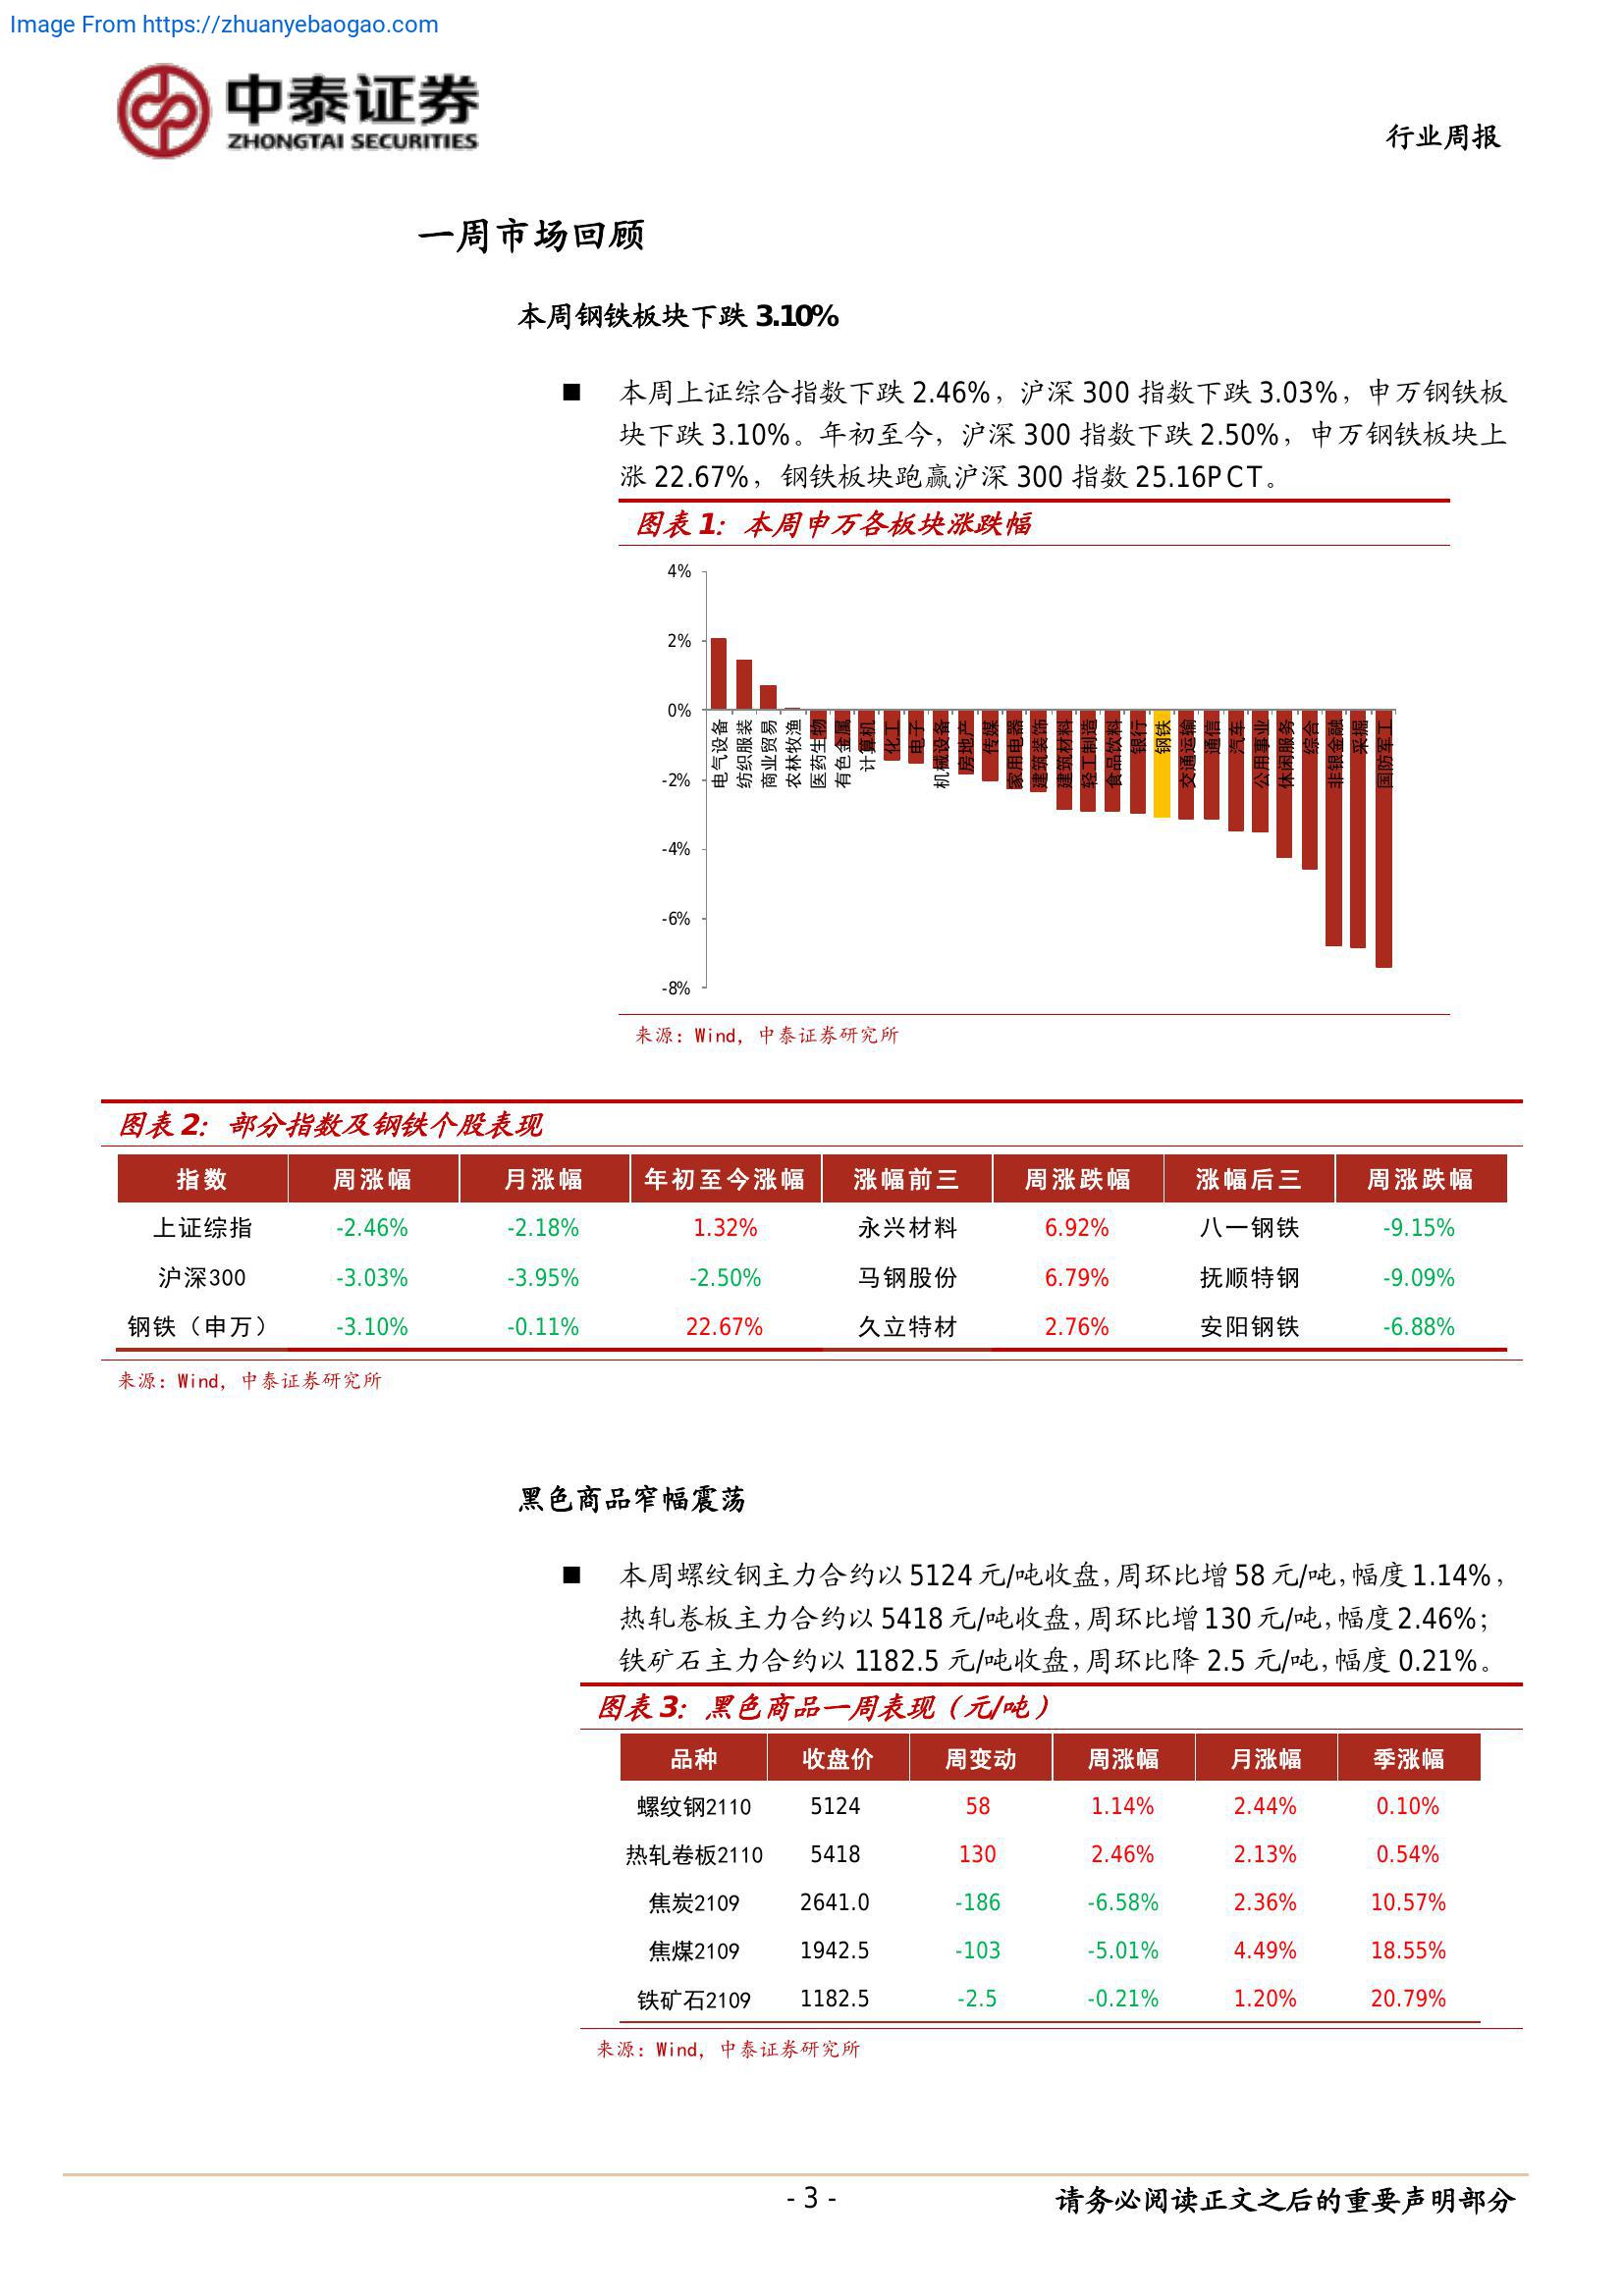 Image From https://zhuanyebaogao.com
中泰证券
ZHONGTAI SECURITIES
行业周报
一周市场回顾
本周钢铁板块下跌 3.10%
■ 本周上证综合指数下跌 2.46%，沪深 300 指数下跌 3.03%，申万钢铁板
块下跌 3.10%。年初至今，沪深 300 指数下跌 2.50%，申万钢铁板块上
涨 22.67%，钢铁板块跑赢沪深 300 指数 25.16PCT。
图表 1：本周申万各板块涨跌幅
4%
2%
0%
-2%
-4%
-6%
-8%
电气设备
纺织服装
商业贸易
农林牧渔
医药生物
有色金属
计算机
化工
电子
机械设备
房地产
传媒
家用电器
建筑装饰
建筑材料
轻工制造
食品饮料
银行
钢铁
交通运输
通信
汽车
公用事业
休闲服务
综合
非银金融
采掘
国防军工
来源：Wind，中泰证券研究所
图表 2：部分指数及钢铁个股表现
指数 周涨幅 月涨幅 年初至今涨幅 涨幅前三 周涨跌幅 涨幅后三 周涨跌幅
上证综指 -2.46% -2.18% 1.32% 永兴材料 6.92% 八一钢铁 -9.15%
沪深300 -3.03% -3.95% -2.50% 马钢股份 6.79% 抚顺特钢 -9.09%
钢铁（申万） -3.10% -0.11% 22.67% 久立特材 2.76% 安阳钢铁 -6.88%
来源：Wind，中泰证券研究所
黑色商品窄幅震荡
■ 本周螺纹钢主力合约以 5124 元/吨收盘，周环比增 58 元/吨，幅度 1.14%，
热轧卷板主力合约以 5418 元/吨收盘，周环比增 130 元/吨，幅度 2.46%；
铁矿石主力合约以 1182.5 元/吨收盘，周环比降 2.5 元/吨，幅度 0.21%。
图表 3：黑色商品一周表现（元/吨）
品种 收盘价 周变动 周涨幅 月涨幅 季涨幅
螺纹钢2110 5124 58 1.14% 2.44% 0.10%
热轧卷板2110 5418 130 2.46% 2.13% 0.54%
焦炭2109 2641.0 -186 -6.58% 2.36% 10.57%
焦煤2109 1942.5 -103 -5.01% 4.49% 18.55%
铁矿石2109 1182.5 -2.5 -0.21% 1.20% 20.79%
来源：Wind，中泰证券研究所
- 3 -
请务必阅读正文之后的重要声明部分